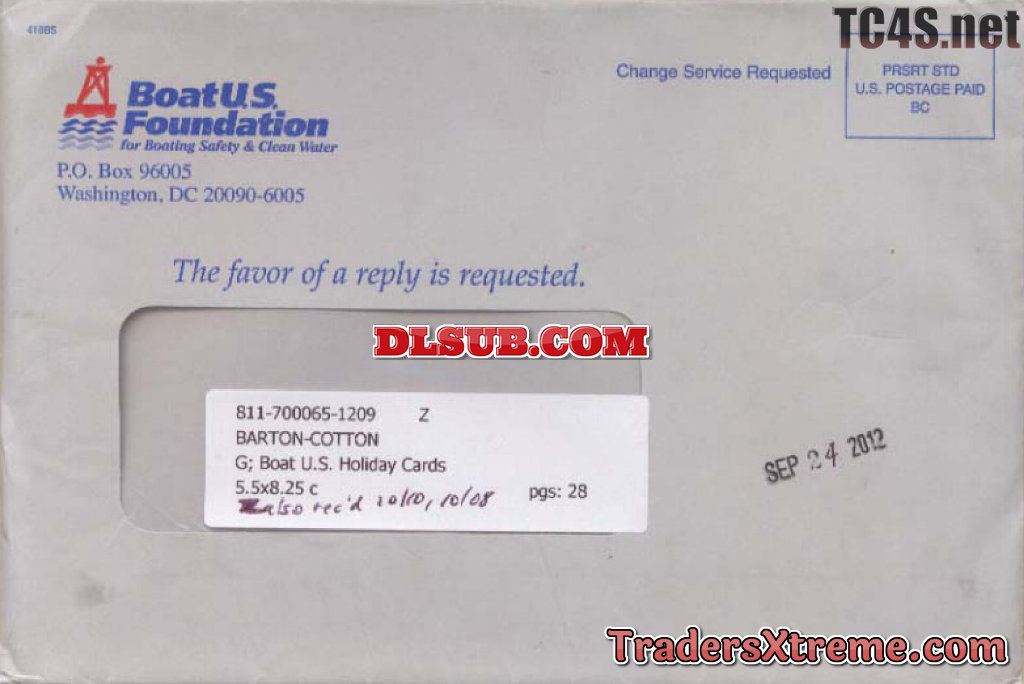 418BS
TC4S.net
Change Service Requested
PRSRT STD
U.S. POSTAGE PAID
BC
BoatU.S.
Foundation
for Boating Safety & Clean Water
P.O. Box 96005
Washington, DC 20090-6005
The favor of a reply is requested.
DLSUB.COM
811-700065-1209 Z
BARTON-COTTON
G; Boat U.S. Holiday Cards
5.5x8.25 c pgs: 28
also rec'd 10/10, 10/08
SEP 24 2012
TradersXtreme.com